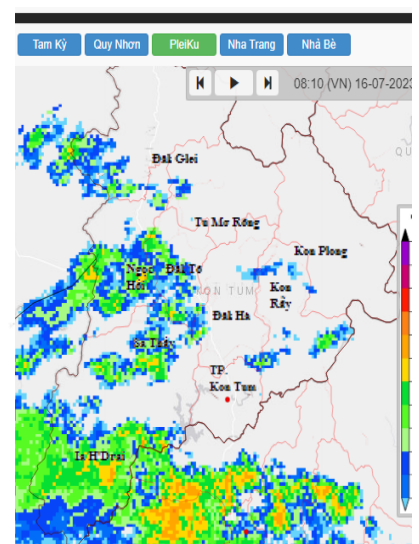 Tam Kỳ Quy Nhơn PleiKu Nha Trang Nhà Bè
08:10 (VN) 16-07-2023
QU
Đăk Glei
Tu Mơ Rông
Kon Plong
Ngọc Hồi
Đăk Tô
KON TUM
Kon Rẫy
Đăk Hà
Sa Thầy
TP. Kon Tum
Ia H Drai